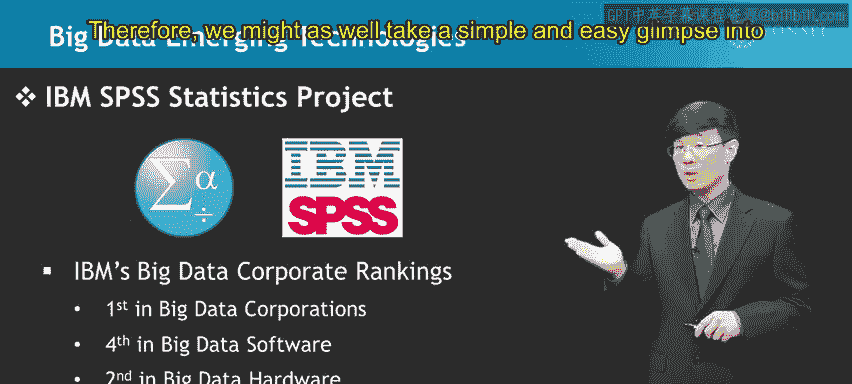 Therefore, we might as well take a simple and easy glimpse into
Big Data Emerging Technologies
❖ IBM SPSS Statistics Project
Σ α ÷
IBM
SPSS
▪ IBM's Big Data Corporate Rankings
• 1st in Big Data Corporations
• 4th in Big Data Software
• 2nd in Big Data Hardware